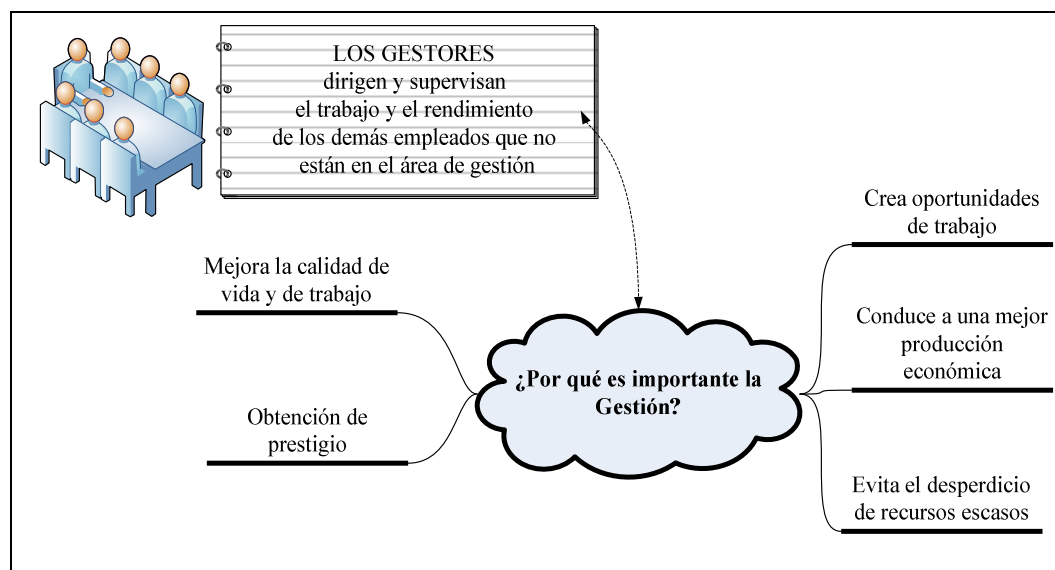 LOS GESTORES
dirigen y supervisan
el trabajo y el rendimiento
de los demás empleados que no
están en el área de gestión
Crea oportunidades
de trabajo
Mejora la calidad de
vida y de trabajo
Conduce a una mejor
producción
económica
¿Por qué es importante la
Gestión?
Obtención de
prestigio
Evita el desperdicio
de recursos escasos